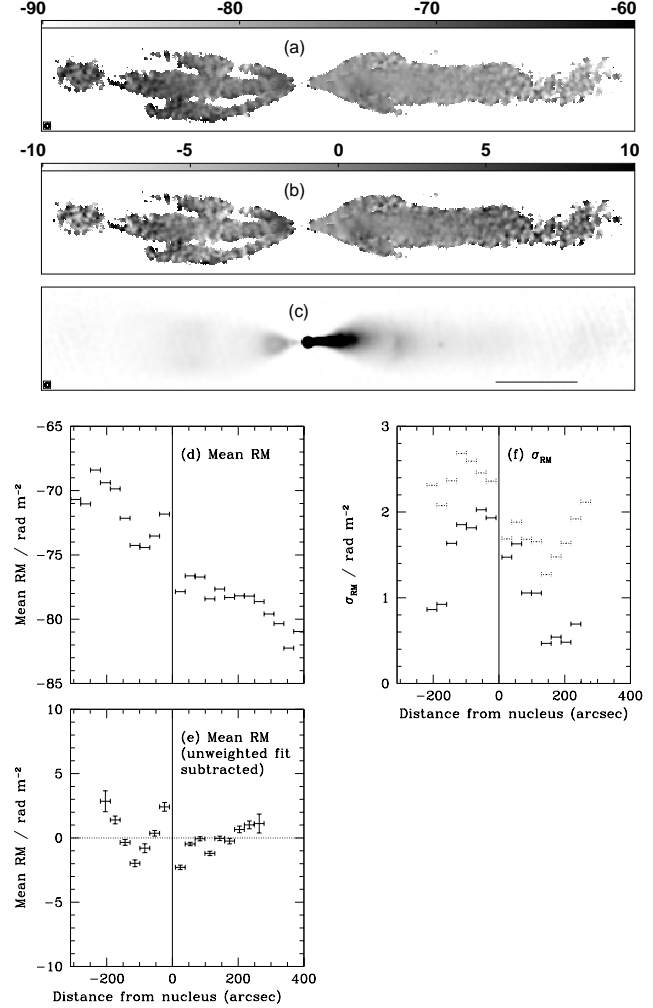 -90 -80 -70 -60
(a)
-10 -5 0 5 10
(b)
(c)
-65
-70
-75
-80
-85
Mean RM / rad m⁻²
(d) Mean RM
3
2
1
0
σRM / rad m⁻²
(f) σRM
-200 0 200 400
Distance from nucleus (arcsec)
10
5
0
-5
-10
Mean RM / rad m⁻²
(e) Mean RM
(unweighted fit
subtracted)
-200 0 200 400
Distance from nucleus (arcsec)